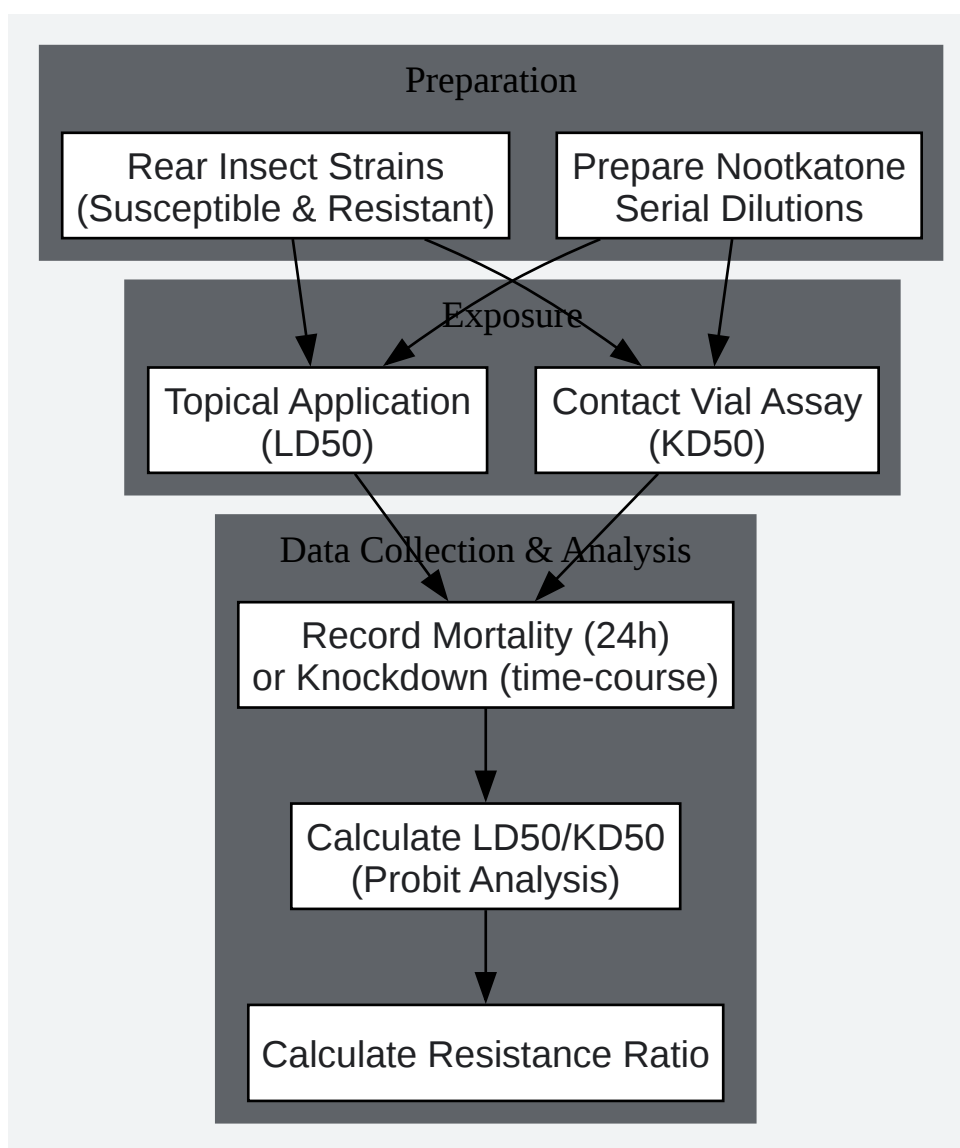 Preparation
Rear Insect Strains
(Susceptible & Resistant)
Prepare Nootkatone
Serial Dilutions
Exposure
Topical Application
(LD50)
Contact Vial Assay
(KD50)
Data Collection & Analysis
Record Mortality (24h)
or Knockdown (time-course)
Calculate LD50/KD50
(Probit Analysis)
Calculate Resistance Ratio